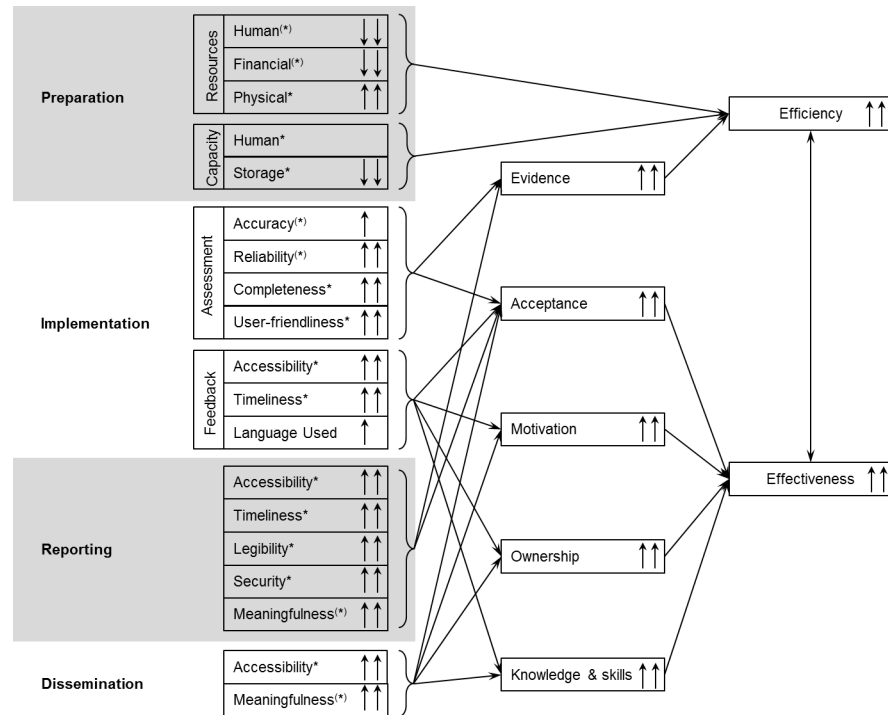 Preparation
Resources
Human(*) ↓↓
Financial(*) ↓↓
Physical* ↑↑
Capacity
Human*
Storage* ↓↓
Implementation
Assessment
Accuracy(*) ↑
Reliability(*) ↑↑
Completeness* ↑↑
User-friendliness* ↑↑
Feedback
Accessibility* ↑↑
Timeliness* ↑↑
Language Used ↑
Reporting
Accessibility* ↑↑
Timeliness* ↑↑
Legibility* ↑↑
Security* ↑↑
Meaningfulness(*) ↑↑
Dissemination
Accessibility* ↑↑
Meaningfulness(*) ↑↑
Evidence ↑↑
Acceptance ↑↑
Motivation ↑↑
Ownership ↑↑
Knowledge & skills ↑↑
Efficiency ↑↑
Effectiveness ↑↑